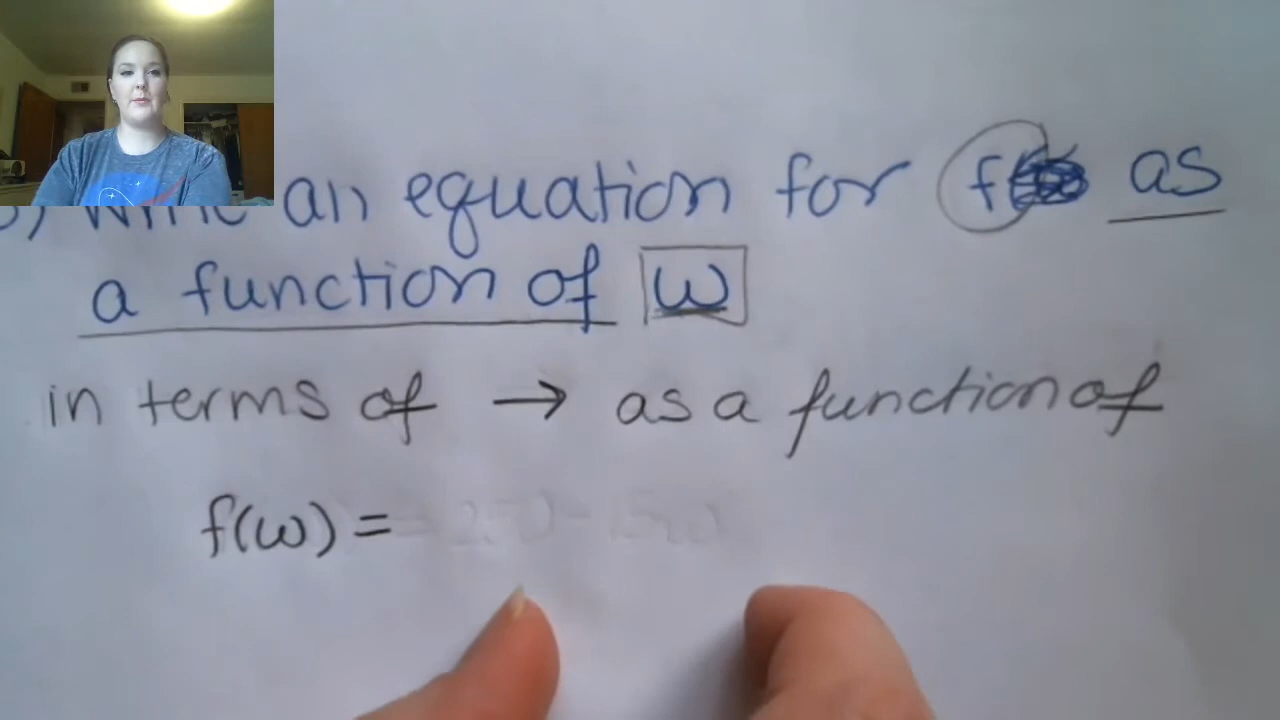 an equation for f as
a function of w
in terms of → as a function of
f(w) =